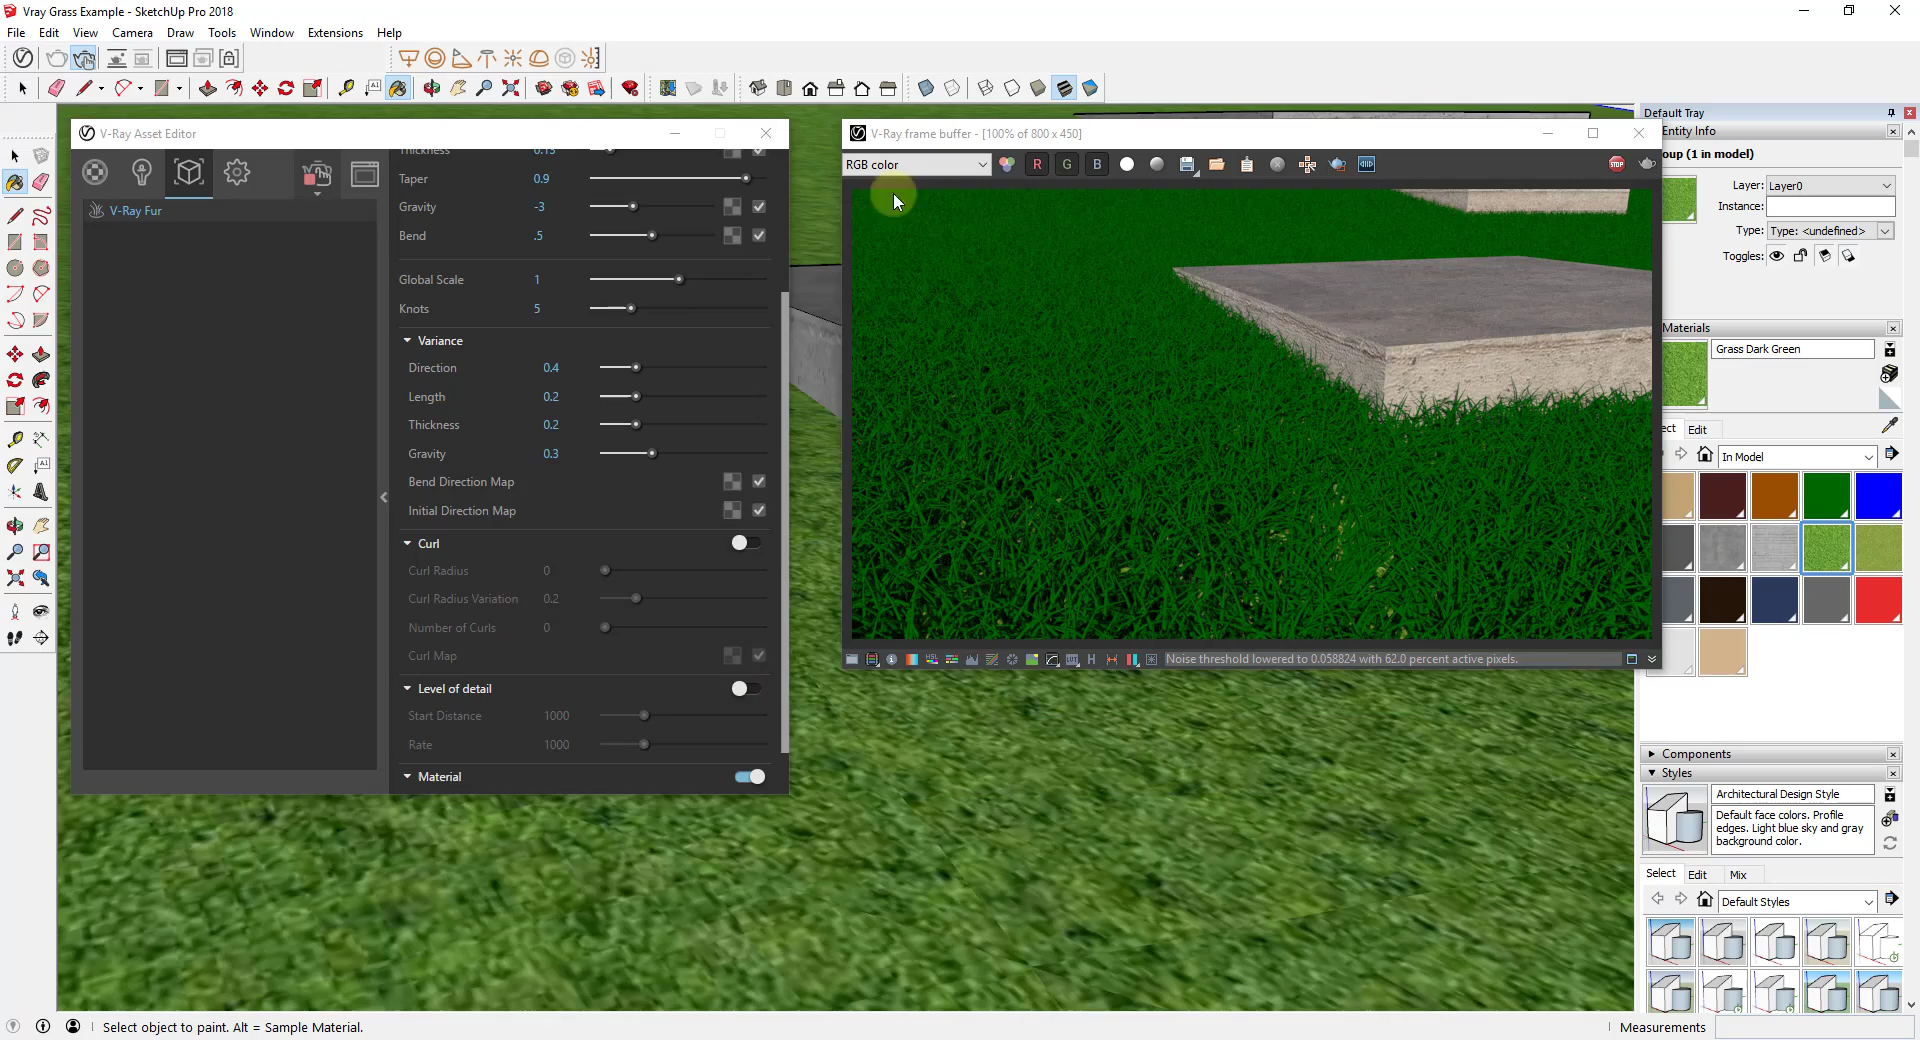 Vray Grass Example - SketchUp Pro 2018
File Edit View Camera Draw Tools Window Extensions Help
V-Ray Asset Editor
V-Ray Fur
Thickness 0.13
Taper 0.9
Gravity -3
Bend .5
Global Scale 1
Knots 5
Variance
Direction 0.4
Length 0.2
Thickness 0.2
Gravity 0.3
Bend Direction Map
Initial Direction Map
Curl
Curl Radius 0
Curl Radius Variation 0.2
Number of Curls 0
Curl Map
Level of detail
Start Distance 1000
Rate 1000
Material
V-Ray frame buffer - [100% of 800 x 450]
RGB color
R G B
HSL
LUT
H
Noise threshold lowered to 0.058824 with 62.0 percent active pixels.
STOP
Default Tray
Entity Info
oup (1 in model)
Layer: Layer0
Instance:
Type: Type: <undefined>
Toggles:
Materials
Grass Dark Green
ect Edit
In Model
Components
Styles
Architectural Design Style
Default face colors. Profile
edges. Light blue sky and gray
background color.
Select Edit Mix
Default Styles
Select object to paint. Alt = Sample Material.
Measurements